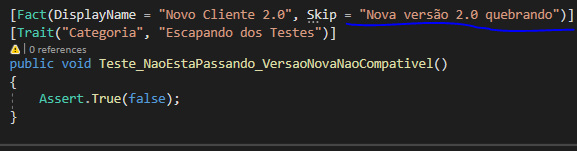 [Fact(DisplayName = "Novo Cliente 2.0", Skip = "Nova versão 2.0 quebrando")]
[Trait("Categoria", "Escapando dos Testes")]
| 0 references
public void Teste_NaoEstaPassando_VersaoNovaNaoCompativel()
{
Assert.True(false);
}